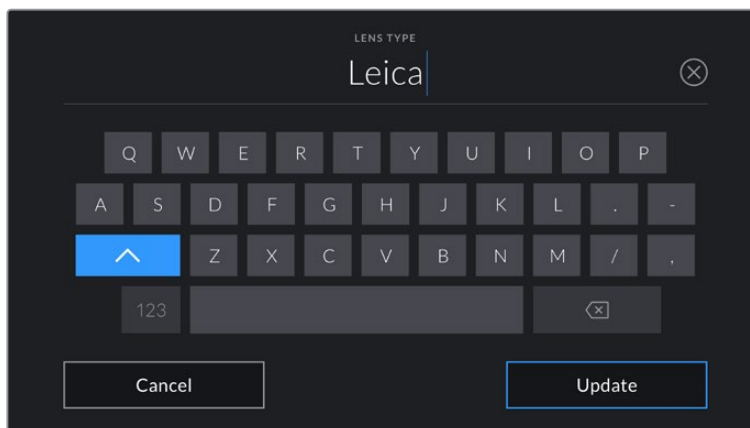 LENS TYPE
Leica
Q W E R T Y U I O P
A S D F G H J K L . -
Z X C V B N M / ,
123
Cancel Update